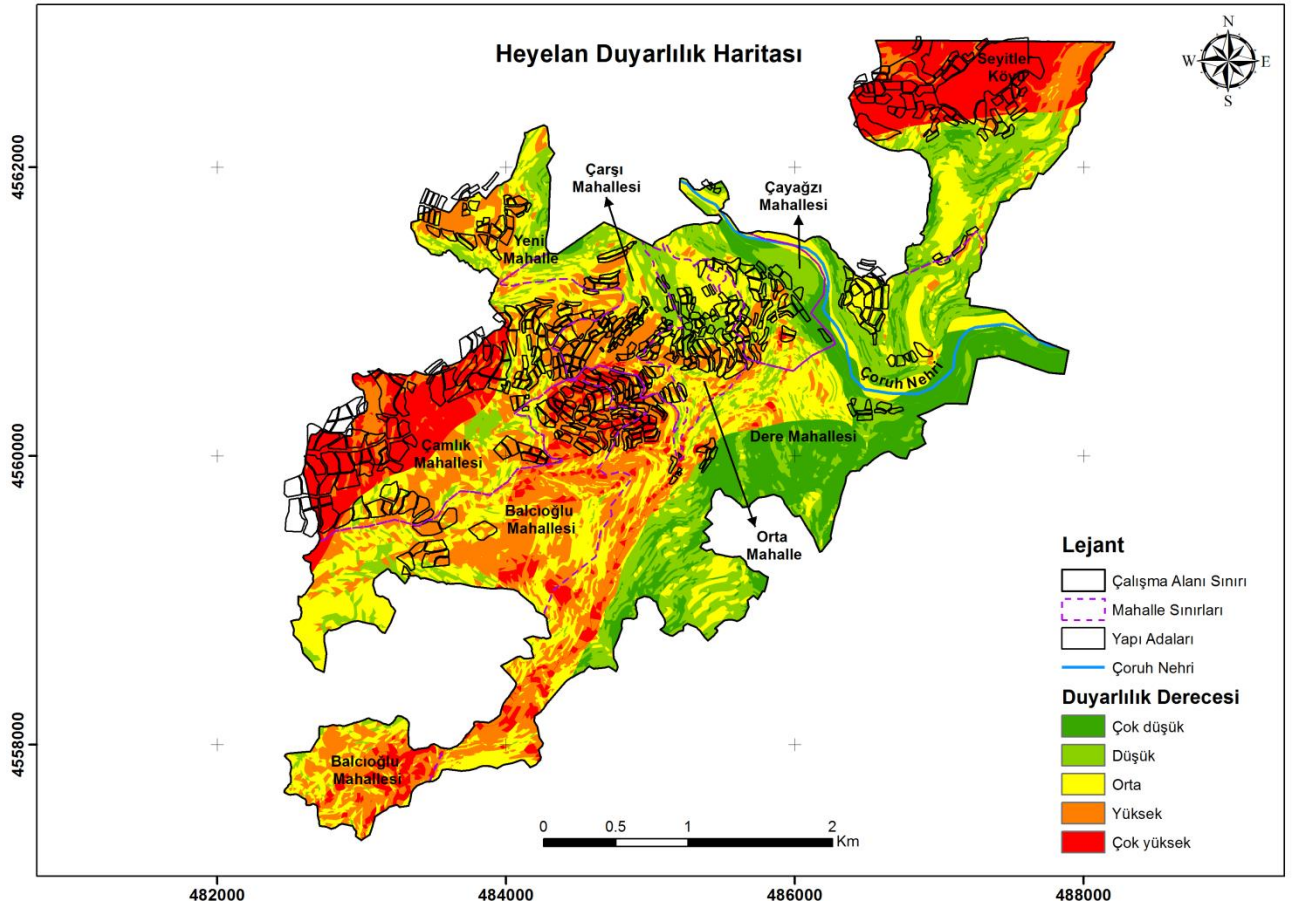 Heyelan Duyarlılık Haritası
N
W E
S
Seyitler
Köyü
Çarşı
Mahallesi
Çayağzı
Mahallesi
Yeni
Mahalle
Çoruh Nehri
Çamlık
Mahallesi
Dere Mahallesi
Balcıoğlu
Mahallesi
Orta
Mahalle
Balcıoğlu
Mahallesi
Lejant
Çalışma Alanı Sınırı
Mahalle Sınırları
Yapı Adaları
Çoruh Nehri
Duyarlılık Derecesi
Çok düşük
Düşük
Orta
Yüksek
Çok yüksek
0 0.5 1 2
Km
4562000
4560000
4558000
482000 484000 486000 488000